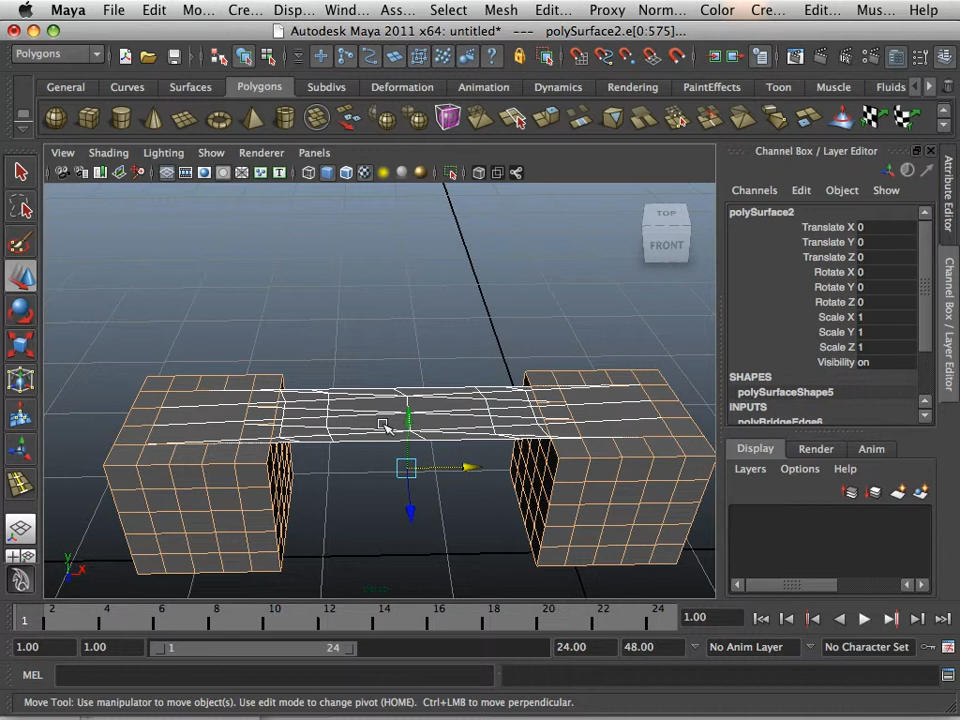 Maya File Edit Mo... Cre... Disp... Wind... Ass... Select Mesh Edit... Proxy Norm... Color Cre... Edit... Mus... Help
Autodesk Maya 2011 x64: untitled* --- polySurface2.e[0:575]...
Polygons
General Curves Surfaces Polygons Subdivs Deformation Animation Dynamics Rendering PaintEffects Toon Muscle Fluids
View Shading Lighting Show Renderer Panels
Channel Box / Layer Editor
Channels Edit Object Show
polySurface2
Translate X 0
Translate Y 0
Translate Z 0
Rotate X 0
Rotate Y 0
Rotate Z 0
Scale X 1
Scale Y 1
Scale Z 1
Visibility on
SHAPES
polySurfaceShape5
INPUTS
polyBridgeEdge6
Display Render Anim
Layers Options Help
Attribute Editor
Channel Box / Layer Editor
TOP
FRONT
y
x
2 4 6 8 10 12 14 16 18 20 22 24
1
1.00
1.00 1.00 1 24 24.00 48.00 No Anim Layer No Character Set
MEL
Move Tool: Use manipulator to move object(s). Use edit mode to change pivot (HOME). Ctrl+LMB to move perpendicular.